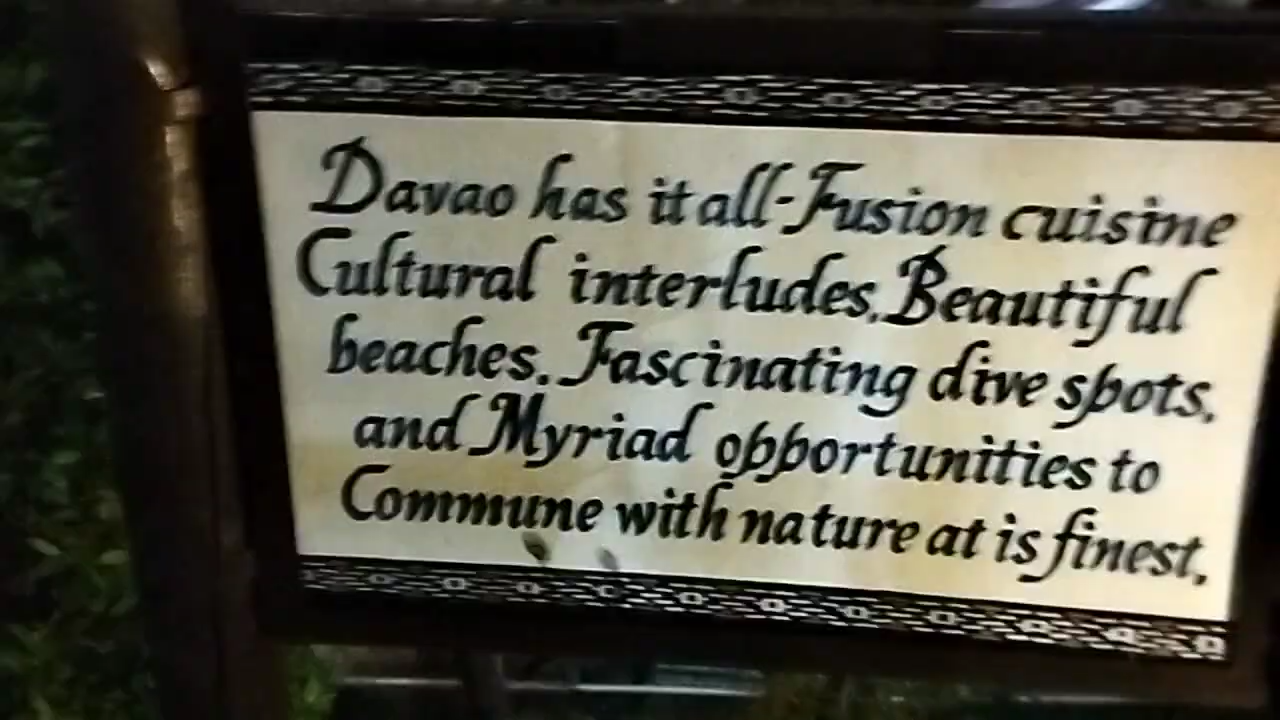 Davao has it all-Fusion cuisine
Cultural interludes. Beautiful
beaches. Fascinating dive spots,
and Myriad opportunities to
Commune with nature at is finest.